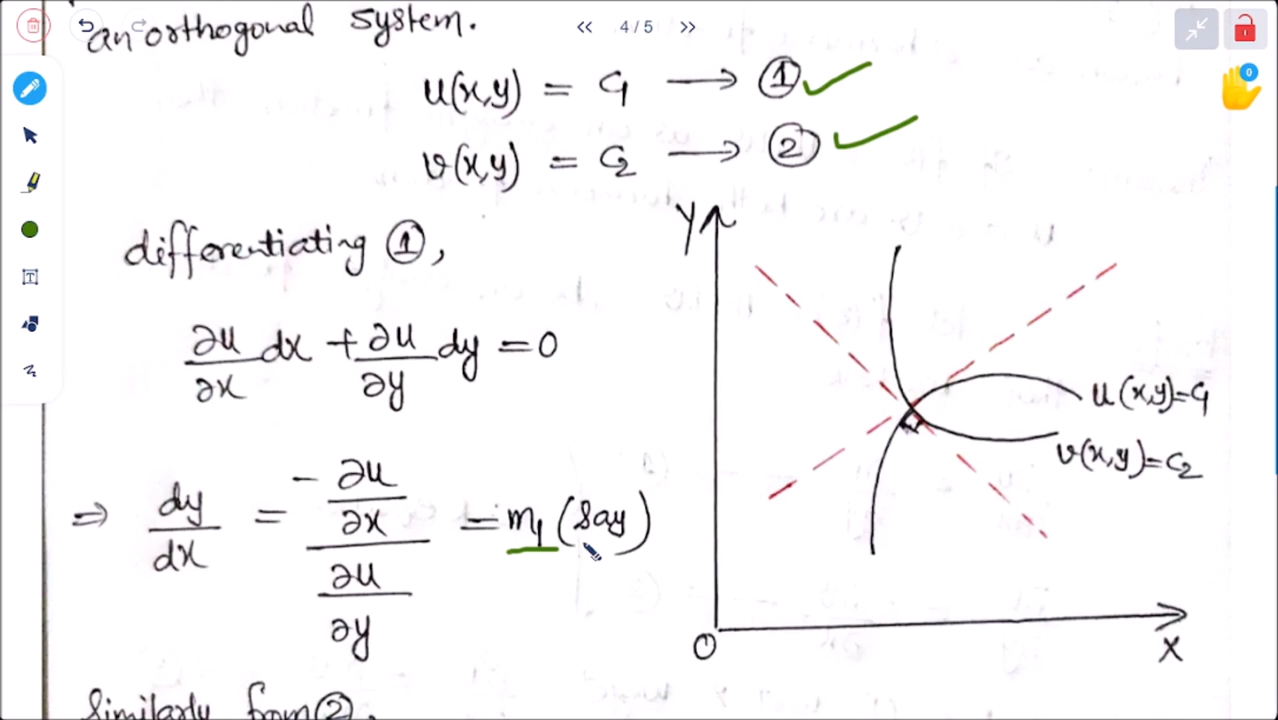 an orthogonal system.
« 4 / 5 »
u(x,y) = C₁ → ①
v(x,y) = C₂ → ②
differentiating ①,
∂u/∂x dx + ∂u/∂y dy = 0
⇒ dy/dx = (-∂u/∂x)/(∂u/∂y) = m₁ (say)
Y
u(x,y)=C₁
v(x,y)=C₂
O
X
Similarly from ②,
T
0